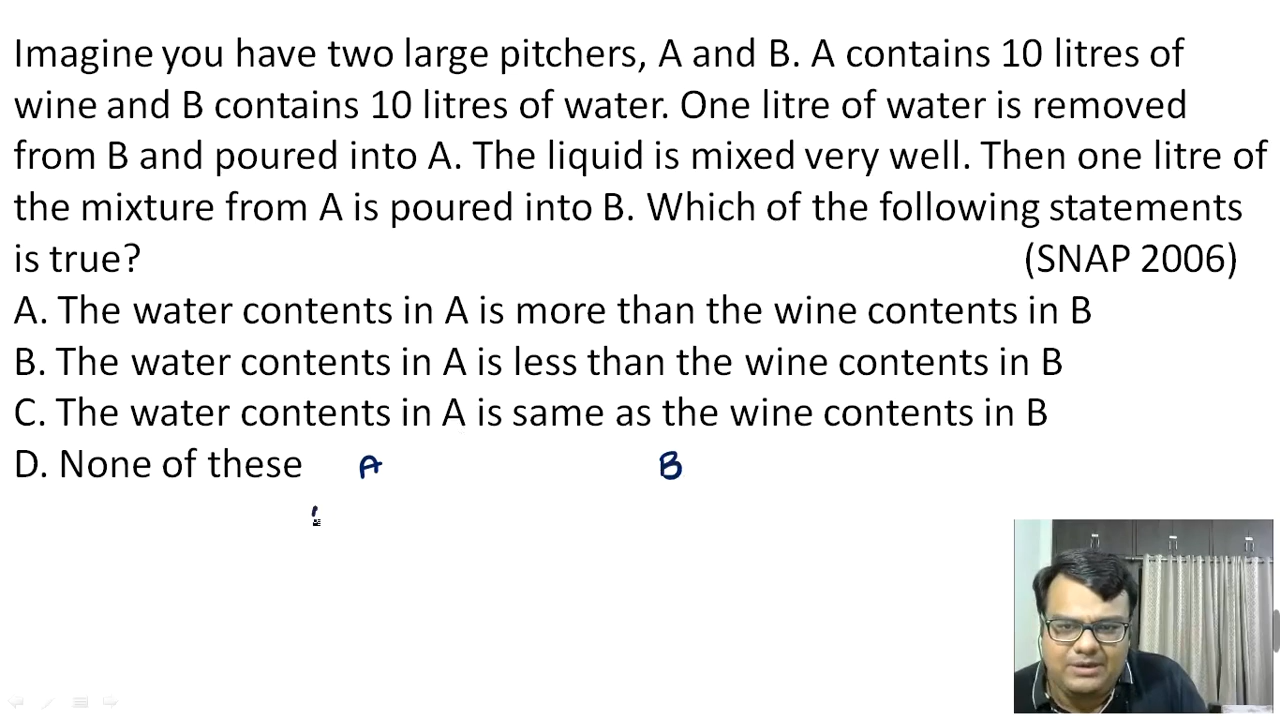 Imagine you have two large pitchers, A and B. A contains 10 litres of
wine and B contains 10 litres of water. One litre of water is removed
from B and poured into A. The liquid is mixed very well. Then one litre of
the mixture from A is poured into B. Which of the following statements
is true? (SNAP 2006)
A. The water contents in A is more than the wine contents in B
B. The water contents in A is less than the wine contents in B
C. The water contents in A is same as the wine contents in B
D. None of these A B